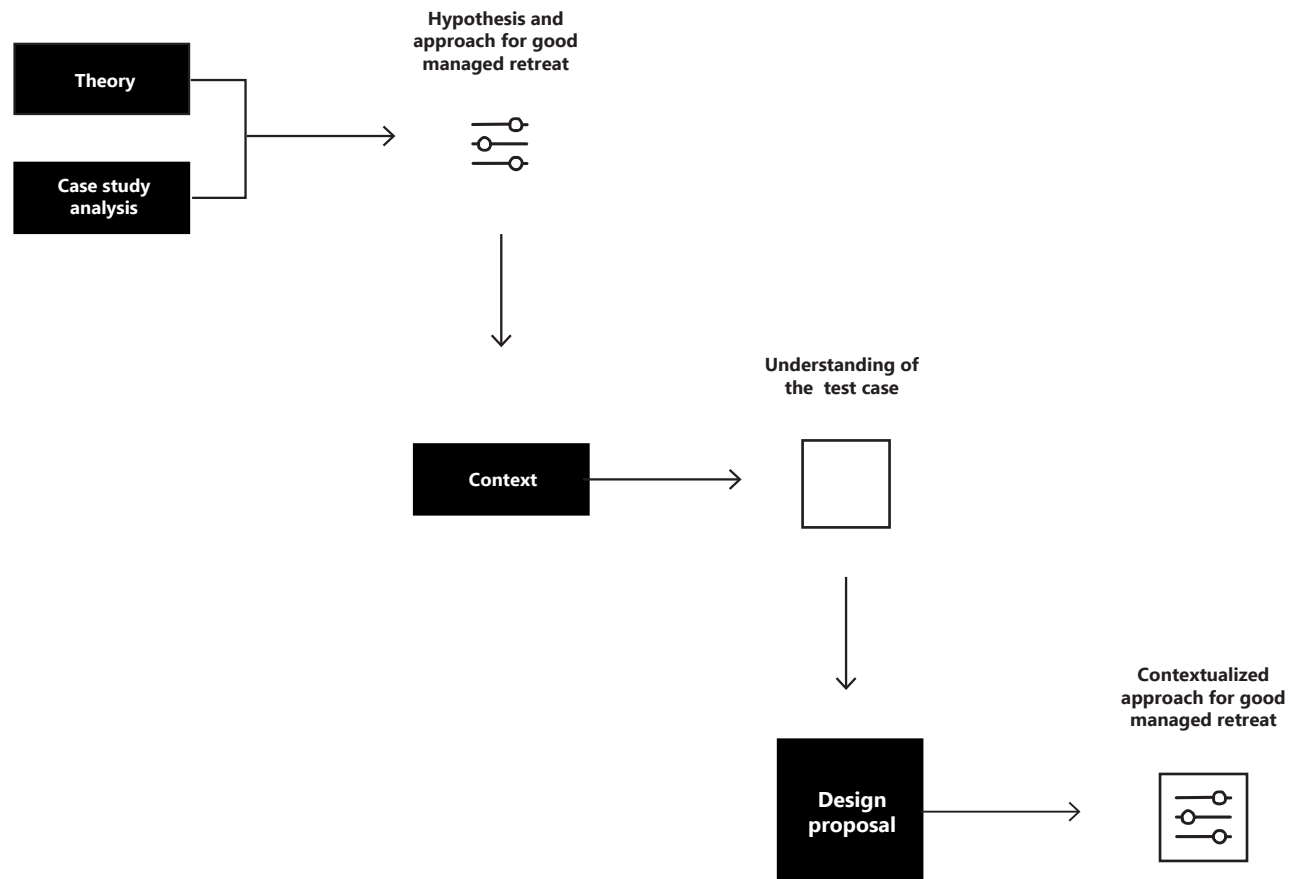 Hypothesis and
approach for good
managed retreat
Theory
Case study
analysis
Understanding of
the  test case
Context
Contextualized
approach for good
managed retreat
Design
proposal